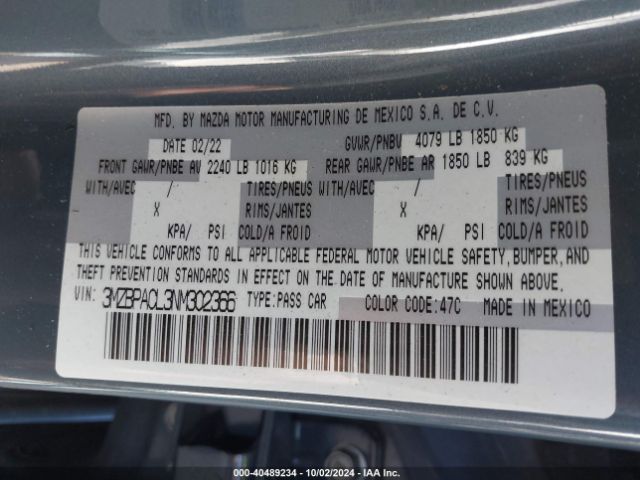 MFD. BY MAZDA MOTOR MANUFACTURING DE MEXICO S.A. DE C.V.
DATE 02/22 GVWR/PNBV 4079 LB 1850 KG
FRONT GAWR/PNBE AV 2240 LB 1016 KG REAR GAWR/PNBE AR 1850 LB 839 KG
WITH/AVEC / TIRES/PNEUS WITH/AVEC / TIRES/PNEUS
X RIMS/JANTES X RIMS/JANTES
KPA/ PSI COLD/A FROID KPA/ PSI COLD/A FROID
THIS VEHICLE CONFORMS TO ALL APPLICABLE FEDERAL MOTOR VEHICLE SAFETY, BUMPER, AND
THEFT PREVENTION STANDARDS IN EFFECT ON THE DATE OF MANUFACTURE SHOWN ABOVE.
VIN: 3MZBPAOL3NM302366 TYPE:PASS CAR COLOR CODE:47C MADE IN MEXICO
000-40489234 - 10/02/2024 - IAA Inc.